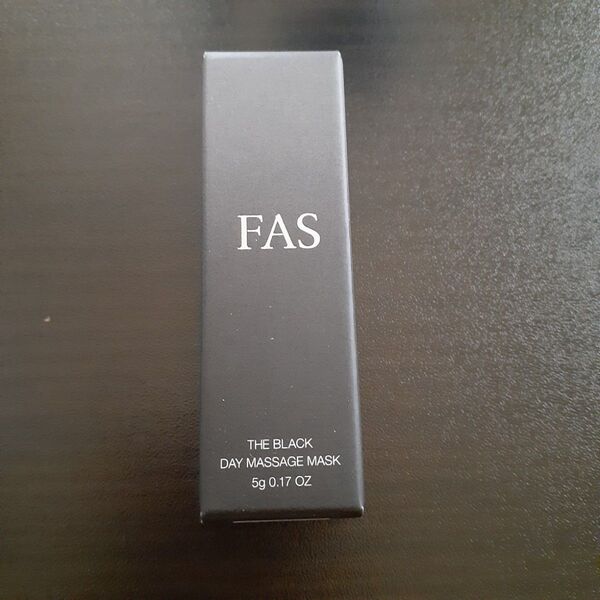 FAS
THE BLACK
DAY MASSAGE MASK
5g 0.17 OZ